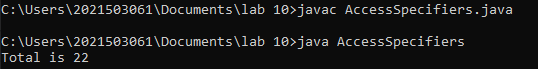 C:\Users\2021503061\Documents\lab 10>javac AccessSpecifiers.java
C:\Users\2021503061\Documents\lab 10>java AccessSpecifiers
Total is 22